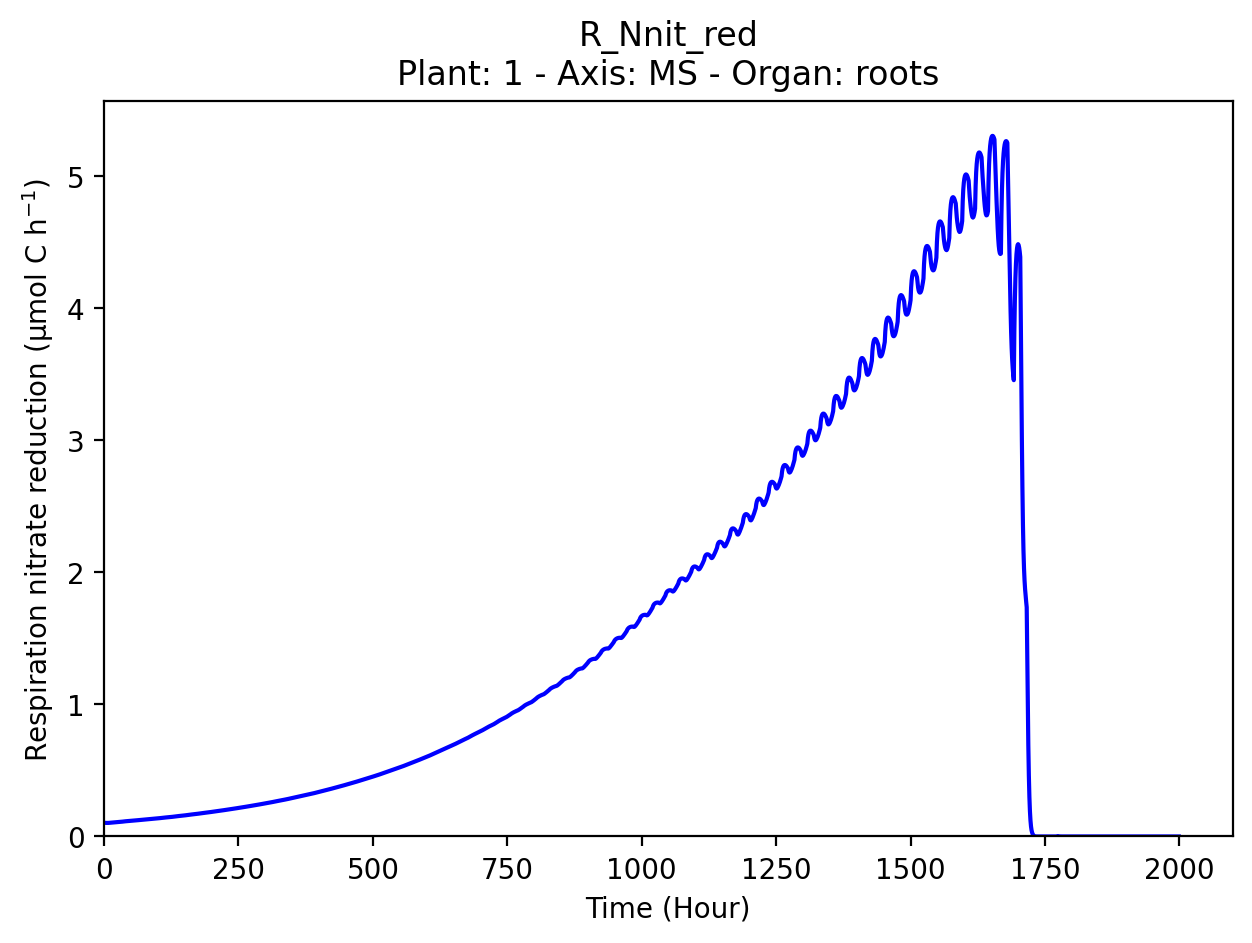 R_Nnit_red
Plant: 1 - Axis: MS - Organ: roots
Respiration nitrate reduction (µmol C h⁻¹)
5
4
3
2
1
0
0 250 500 750 1000 1250 1500 1750 2000
Time (Hour)